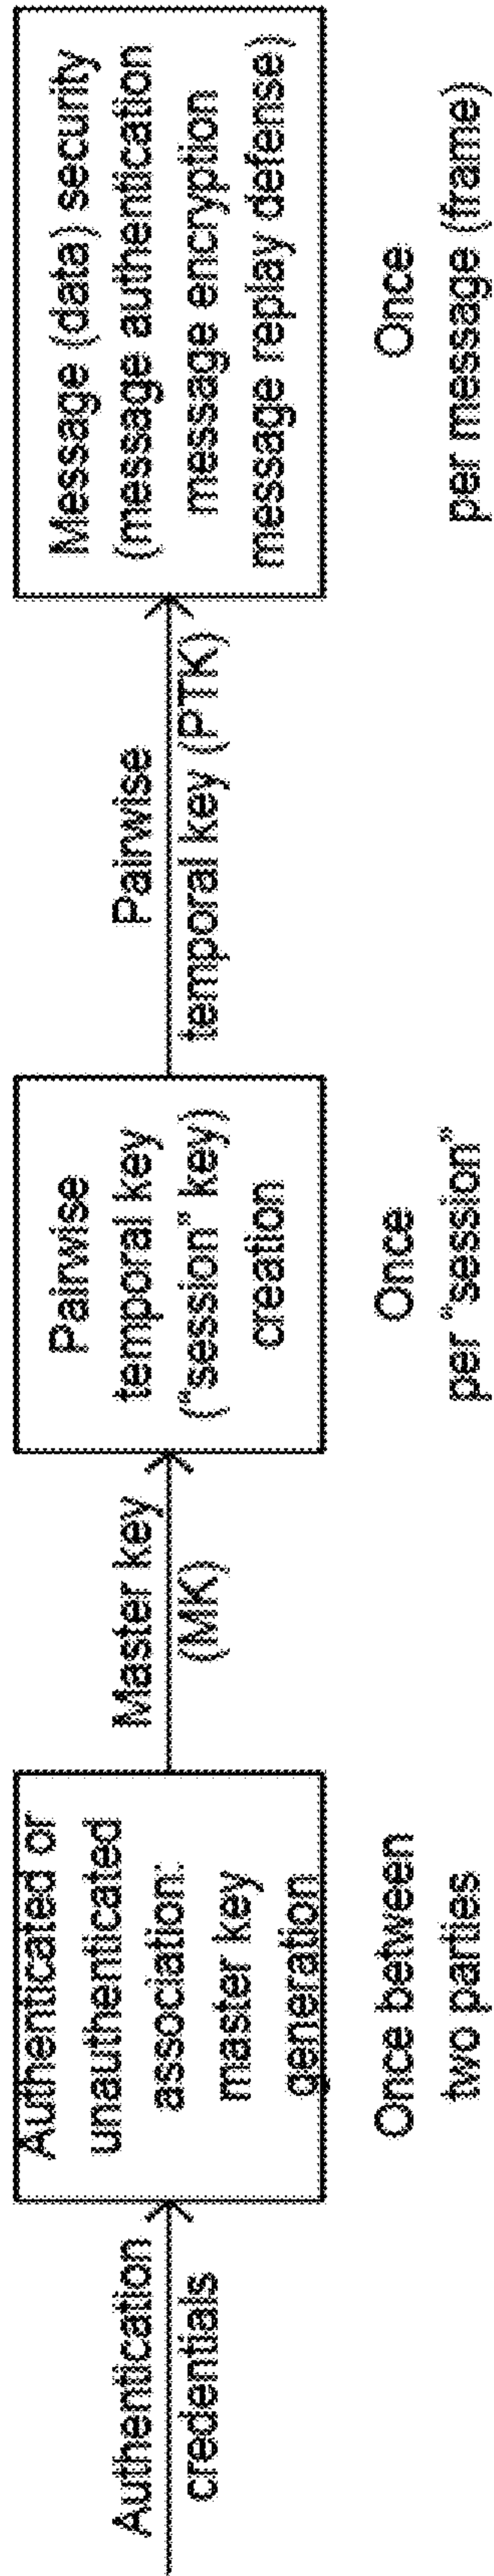 Authentication
credentials
Authenticated or
unauthenticated
association:
master key
generation
Once between
two parties
Master key
(MK)
Pairwise
temporal key
("session" key)
creation
Once
per "session"
Pairwise
temporal key (PTK)
Message (data) security
(message authentication
message encryption
message replay defense)
Once
per message (frame)